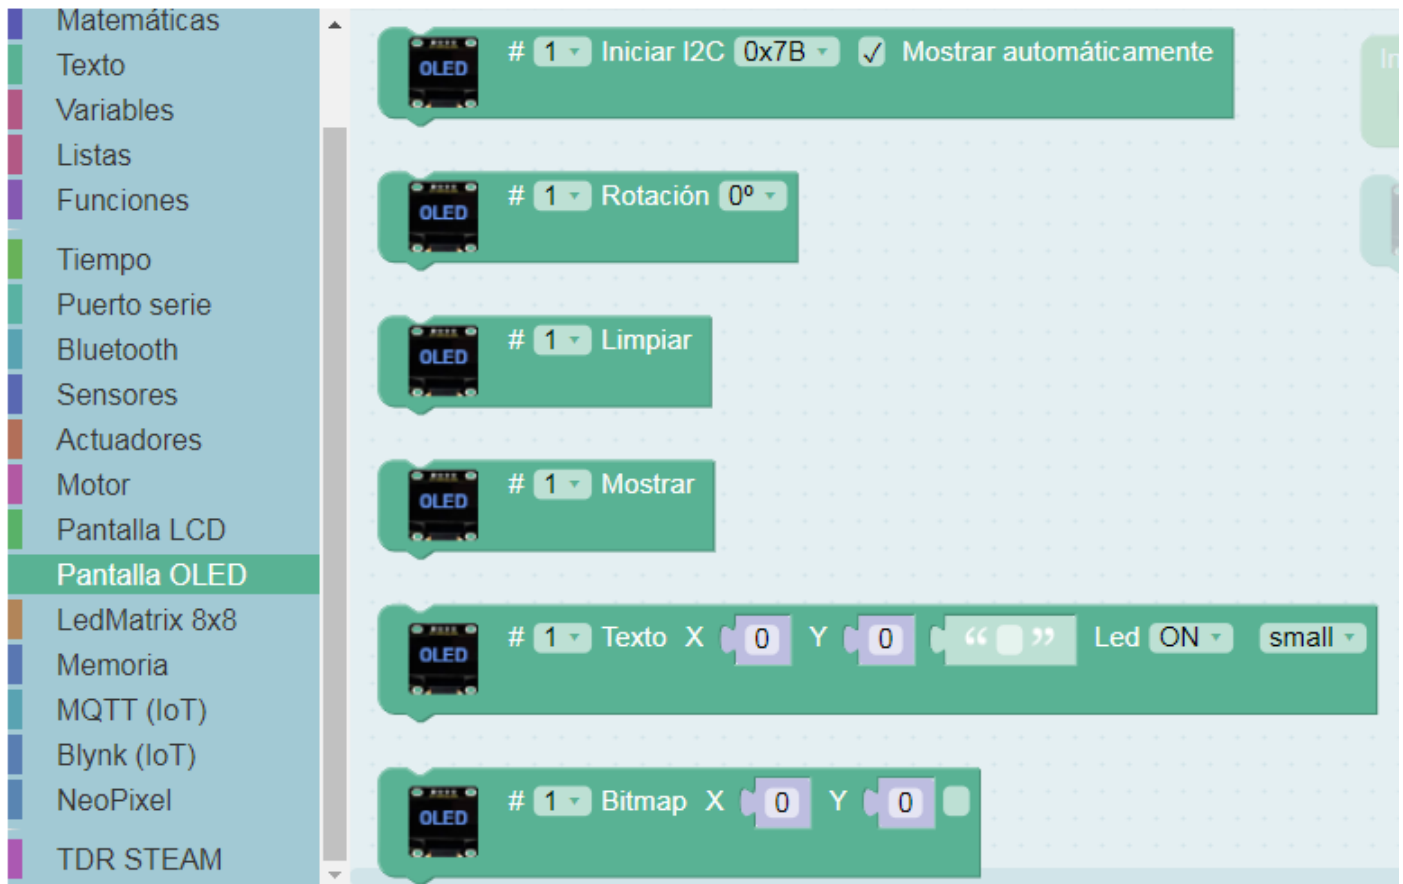 Matemáticas
Texto
Variables
Listas
Funciones
Tiempo
Puerto serie
Bluetooth
Sensores
Actuadores
Motor
Pantalla LCD
Pantalla OLED
LedMatrix 8x8
Memoria
MQTT (IoT)
Blynk (IoT)
NeoPixel
TDR STEAM
OLED # 1 Iniciar I2C 0x7B ✓ Mostrar automáticamente
OLED # 1 Rotación 0º
OLED # 1 Limpiar
OLED # 1 Mostrar
OLED # 1 Texto X 0 Y 0 “ ” Led ON small
OLED # 1 Bitmap X 0 Y 0
In